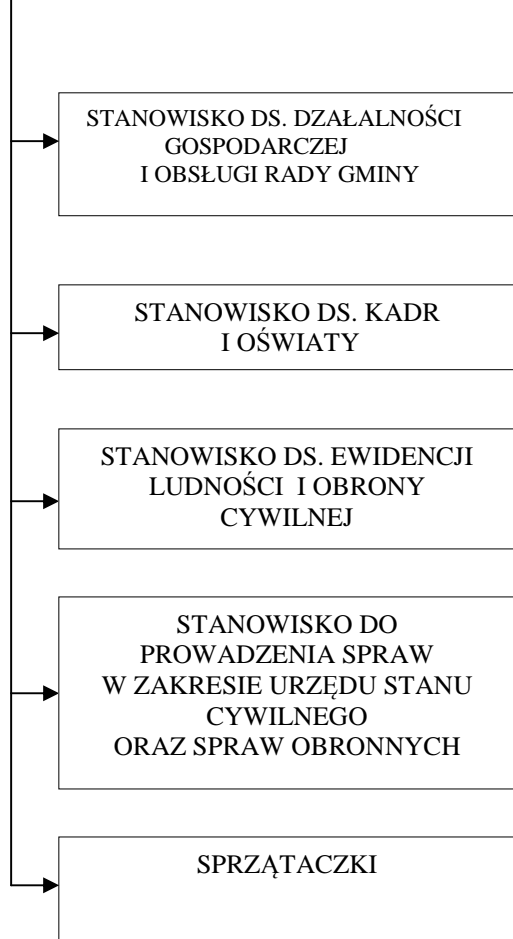 STANOWISKO DS. DZAŁALNOŚCI
GOSPODARCZEJ
I OBSŁUGI RADY GMINY
STANOWISKO DS. KADR
I OŚWIATY
STANOWISKO DS. EWIDENCJI
LUDNOŚCI I OBRONY
CYWILNEJ
STANOWISKO DO
PROWADZENIA SPRAW
W ZAKRESIE URZĘDU STANU
CYWILNEGO
ORAZ SPRAW OBRONNYCH
SPRZĄTACZKI